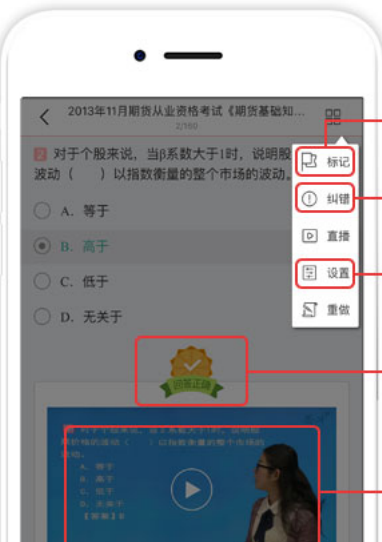 2013年11月期货从业资格考试《期货基础知...
2/160
2 对于个股来说，当β系数大于1时，说明股
波动（ ）以指数衡量的整个市场的波动。
A. 等于
B. 高于
C. 低于
D. 无关于
标记
纠错
直播
设置
重做
回答正确
对于个股来说，当β系数大于1时，说明股
票价格的波动（ ）以指数衡量的整个市场的
波动。
A. 等于
B. 高于
C. 低于
D. 无关于
【答案】B